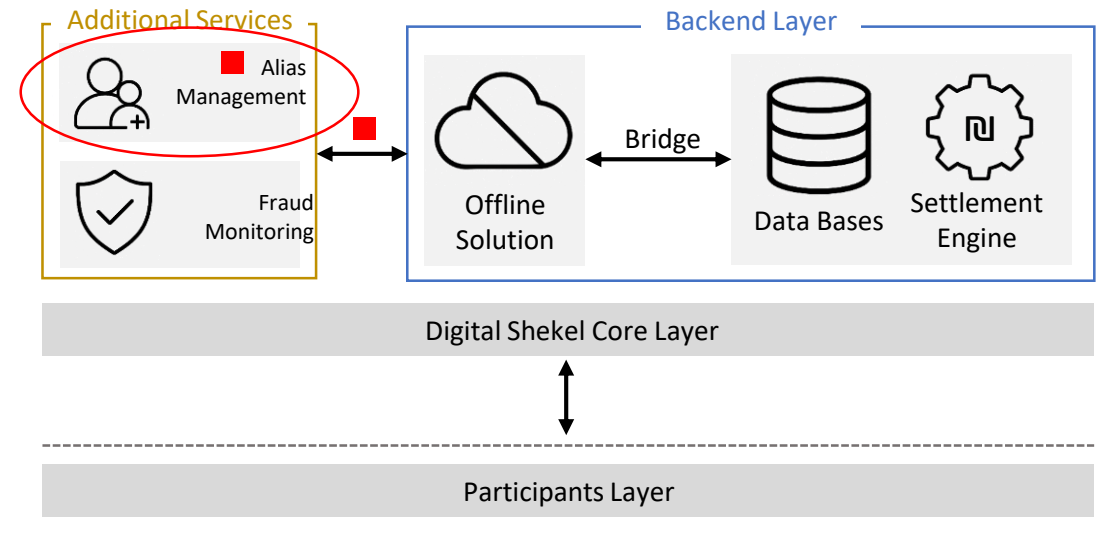 Additional Services
Backend Layer
Alias
Management
Fraud
Monitoring
Offline
Solution
Bridge
Data Bases
₪
Settlement
Engine
Digital Shekel Core Layer
Participants Layer